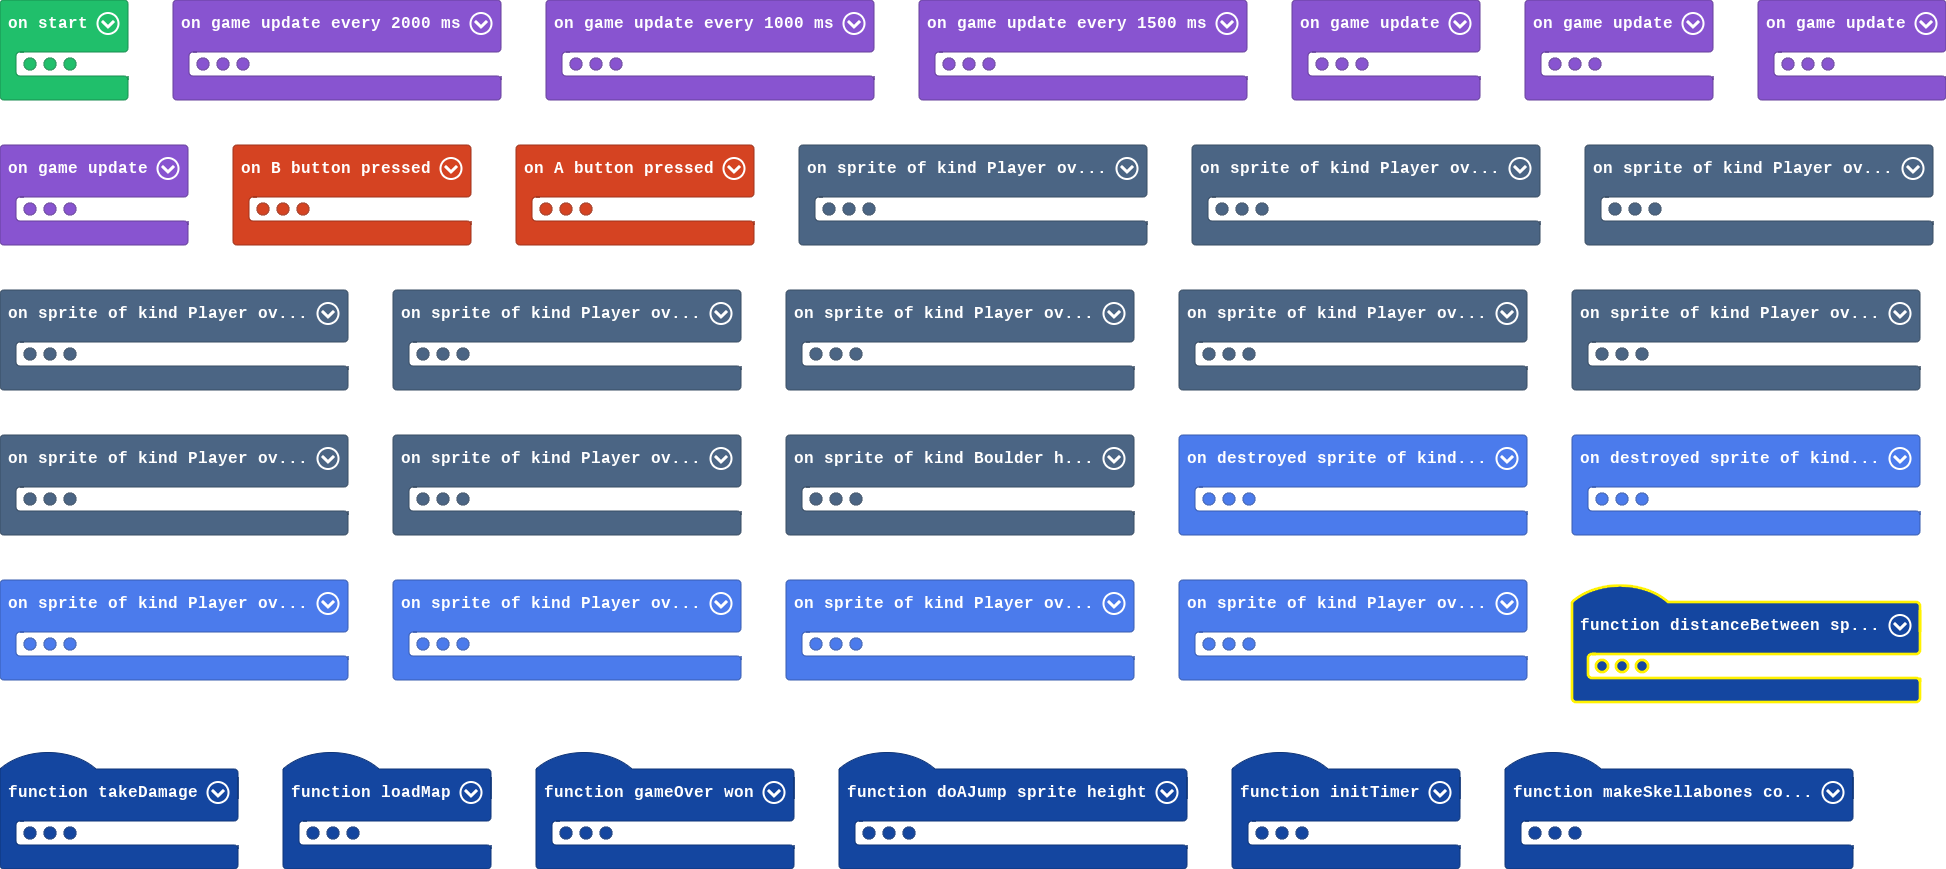 on start
on game update every 2000 ms
on game update every 1000 ms
on game update every 1500 ms
on game update
on game update
on game update
on game update
on B button pressed
on A button pressed
on sprite of kind Player ov...
on sprite of kind Player ov...
on sprite of kind Player ov...
on sprite of kind Player ov...
on sprite of kind Player ov...
on sprite of kind Player ov...
on sprite of kind Player ov...
on sprite of kind Player ov...
on sprite of kind Player ov...
on sprite of kind Player ov...
on sprite of kind Boulder h...
on destroyed sprite of kind...
on destroyed sprite of kind...
on sprite of kind Player ov...
on sprite of kind Player ov...
on sprite of kind Player ov...
on sprite of kind Player ov...
function distanceBetween sp...
function takeDamage
function loadMap
function gameOver won
function doAJump sprite height
function initTimer
function makeSkellabones co...